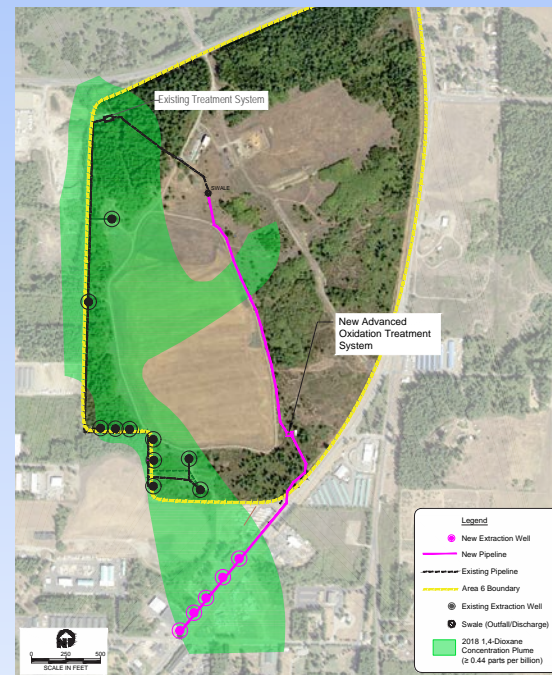 Existing Treatment System
SWALE
New Advanced
Oxidation Treatment
System
Legend
New Extraction Well
New Pipeline
Existing Pipeline
Area 6 Boundary
Existing Extraction Well
Swale (Outfall/Discharge)
2018 1,4-Dioxane
Concentration Plume
(≥ 0.44 parts per billion)
0 250 500
SCALE IN FEET